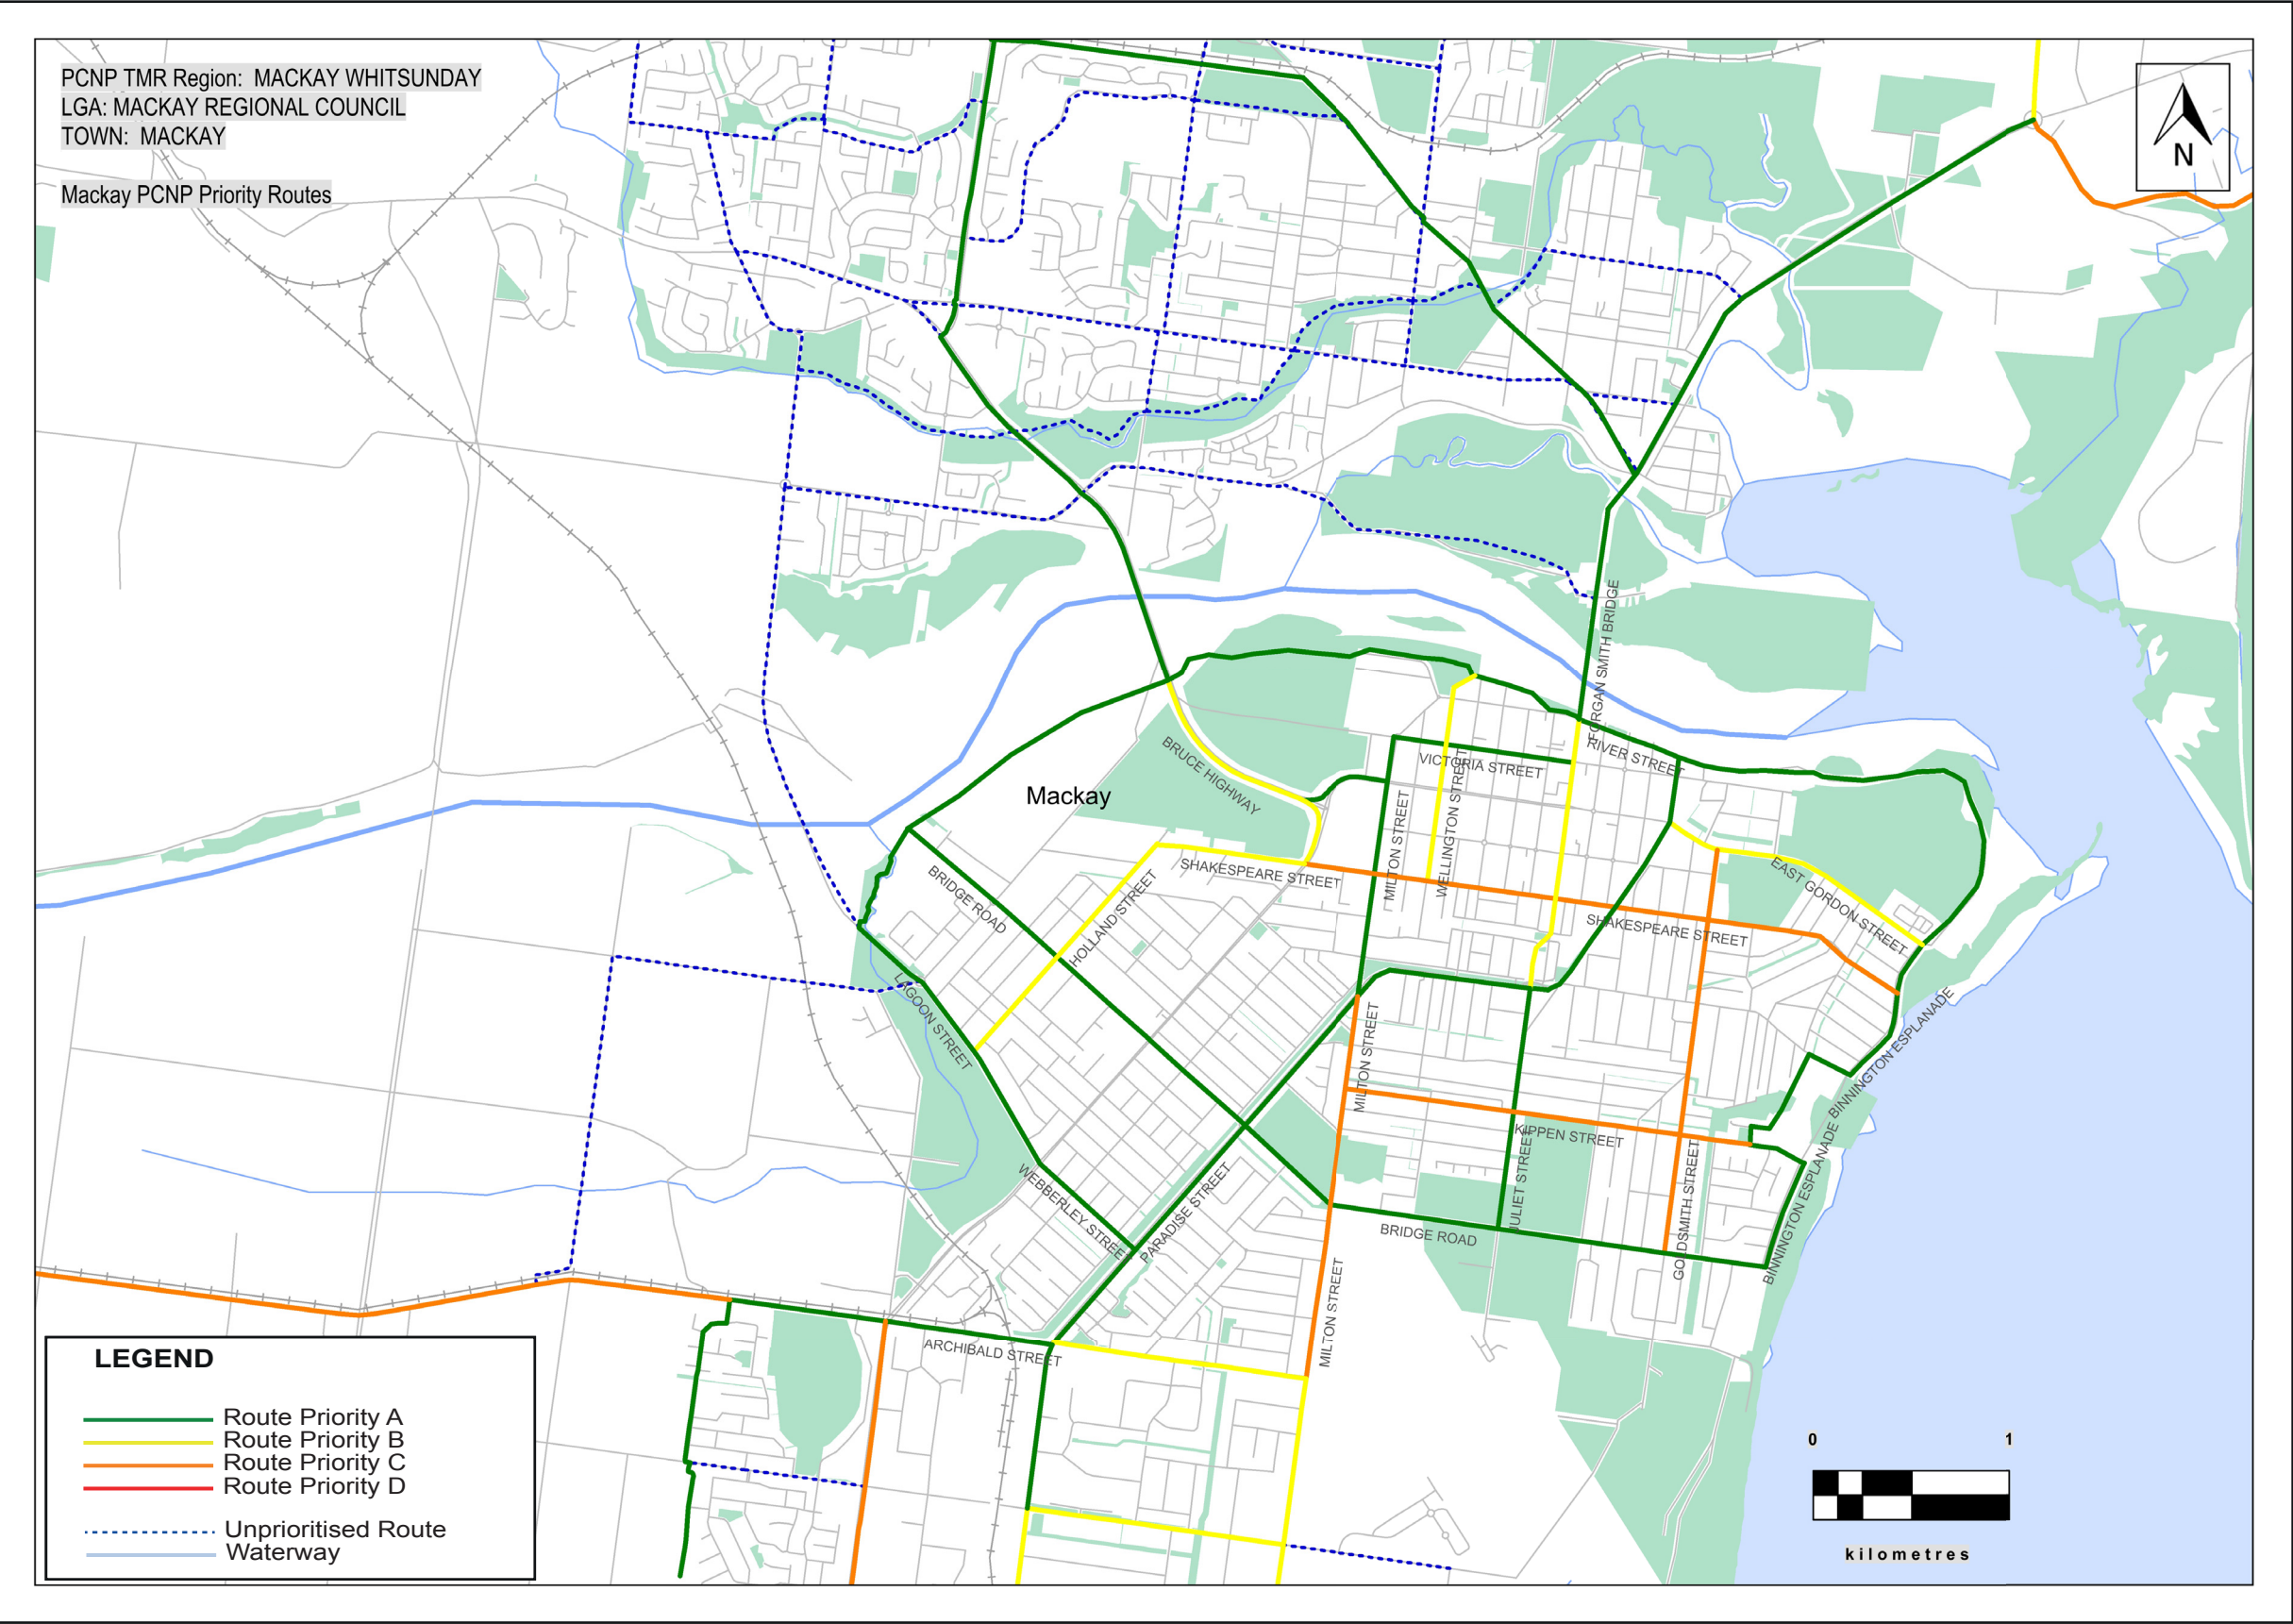 PCNP TMR Region:  MACKAY WHITSUNDAY
LGA: MACKAY REGIONAL COUNCIL
TOWN:  MACKAY
Mackay PCNP Priority Routes
N
FORGAN SMITH BRIDGE
RIVER STREET
VICTORIA STREET
BRUCE HIGHWAY
Mackay
MILTON STREET
WELLINGTON STREET
SHAKESPEARE STREET
EAST GORDON STREET
BRIDGE ROAD
HOLLAND STREET
SHAKESPEARE STREET
LAGOON STREET
MILTON STREET
BINNINGTON ESPLANADE
KIPPEN STREET
JULIET STREET
WEBBERLEY STREET
PARADISE STREET
GOLDSMITH STREET
BINNINGTON ESPLANADE
BRIDGE ROAD
MILTON STREET
ARCHIBALD STREET
LEGEND
Route Priority A
Route Priority B
Route Priority C
Route Priority D
Unprioritised Route
Waterway
0 1
kilometres